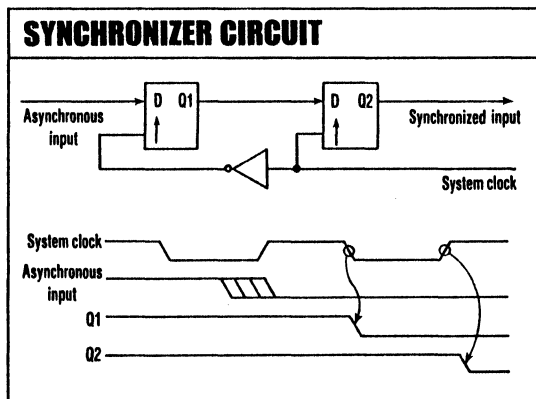 SYNCHRONIZER CIRCUIT
D Q1
D Q2
Asynchronous
input
Synchronized input
System clock
System clock
Asynchronous
input
Q1
Q2